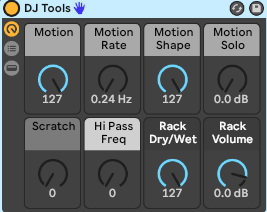 DJ Tools
Motion
Motion
Rate
Motion
Shape
Motion
Solo
127
0.24 Hz
127
0.0 dB
Scratch
Hi Pass
Freq
Rack
Dry/Wet
Rack
Volume
0
0
127
0.0 dB